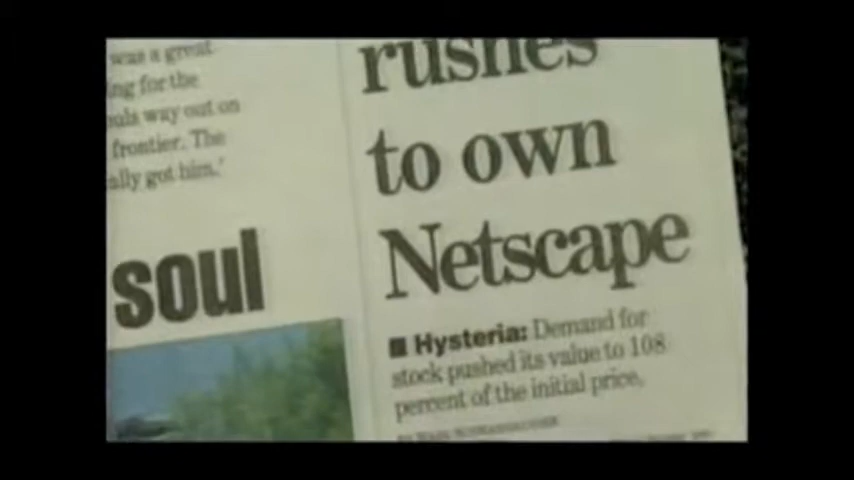 was a great
ing for the
uls way out on
frontier. The
ally got him.'
soul
rushes
to own
Netscape
■ Hysteria: Demand for
stock pushed its value to 108
percent of the initial price.